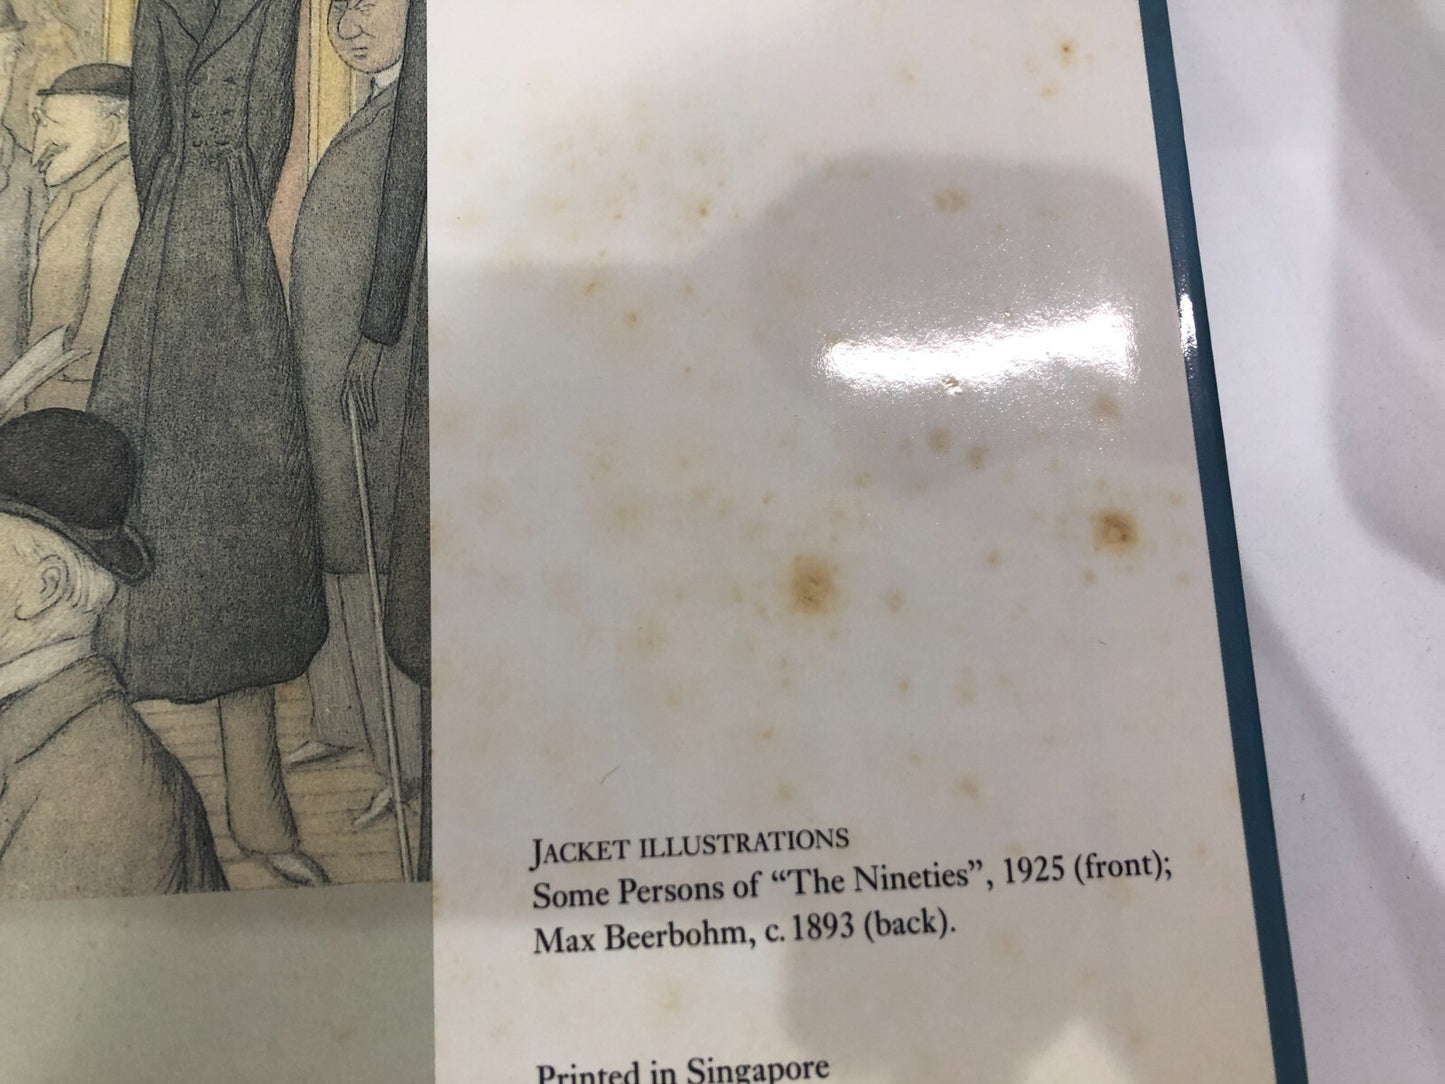 JACKET ILLUSTRATIONS
Some Persons of “The Nineties”, 1925 (front);
Max Beerbohm, c. 1893 (back).
Printed in Singapore